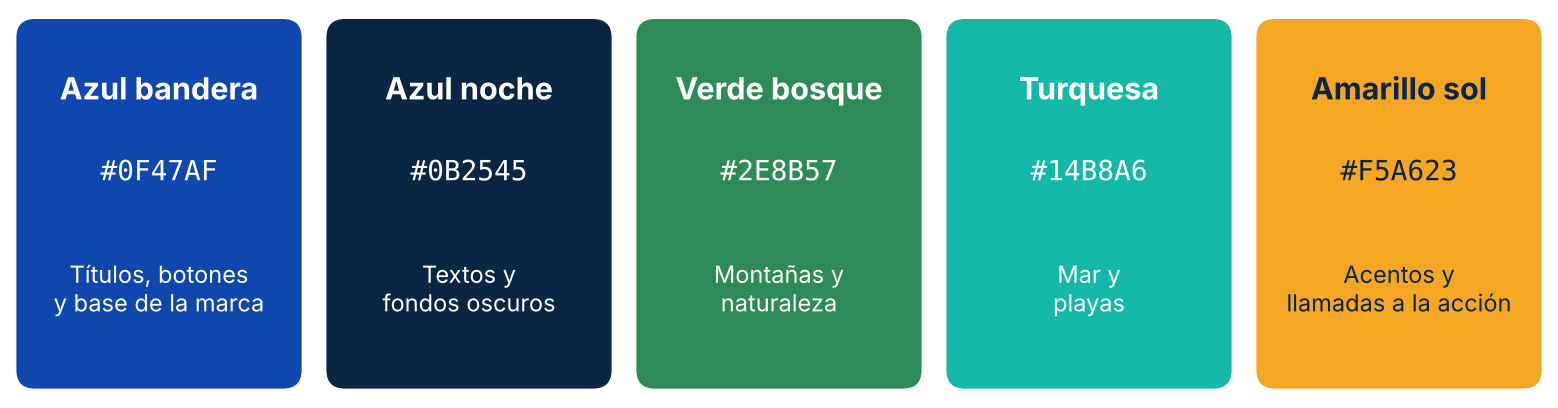 Azul bandera
#0F47AF
Títulos, botones
y base de la marca
Azul noche
#0B2545
Textos y
fondos oscuros
Verde bosque
#2E8B57
Montañas y
naturaleza
Turquesa
#14B8A6
Mar y
playas
Amarillo sol
#F5A623
Acentos y
llamadas a la acción